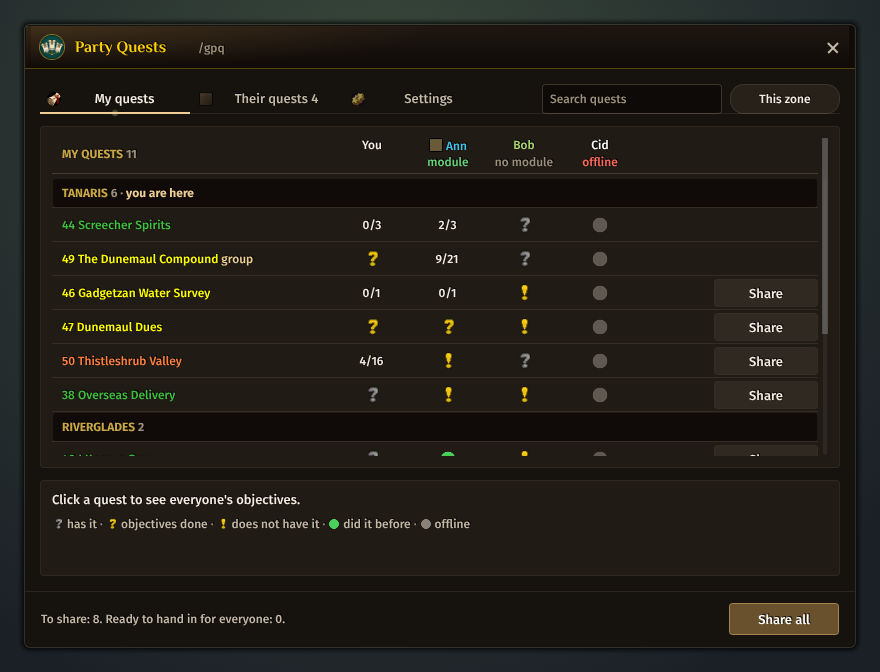 Party Quests /gpq
My quests Their quests 4 Settings Search quests This zone
MY QUESTS 11 You Ann Bob Cid
module no module offline
TANARIS 6 · you are here
44 Screecher Spirits 0/3 2/3 ?
49 The Dunemaul Compound group ? 9/21 ?
46 Gadgetzan Water Survey 0/1 0/1 ! Share
47 Dunemaul Dues ? ? ! Share
50 Thistleshrub Valley 4/16 ! ? Share
38 Overseas Delivery ? ! ! Share
RIVERGLADES 2
Click a quest to see everyone's objectives.
? has it · ? objectives done · ! does not have it · did it before · offline
To share: 8. Ready to hand in for everyone: 0. Share all